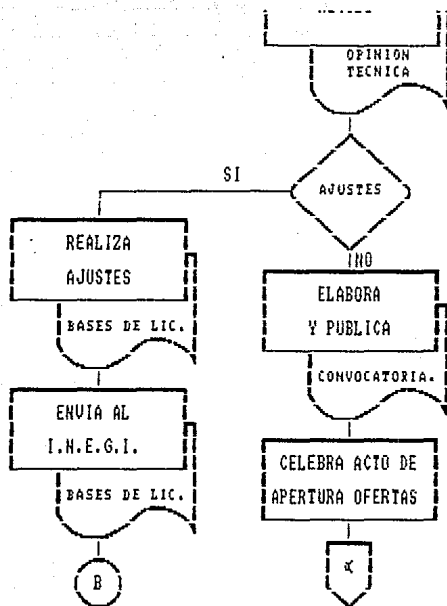 OPINION
TECNICA
SI
AJUSTES
NO
REALIZA
AJUSTES
BASES DE LIC.
ELABORA
Y PUBLICA
CONVOCATORIA.
ENVIA AL
I.N.E.G.I.
BASES DE LIC.
CELEBRA ACTO DE
APERTURA OFERTAS
B